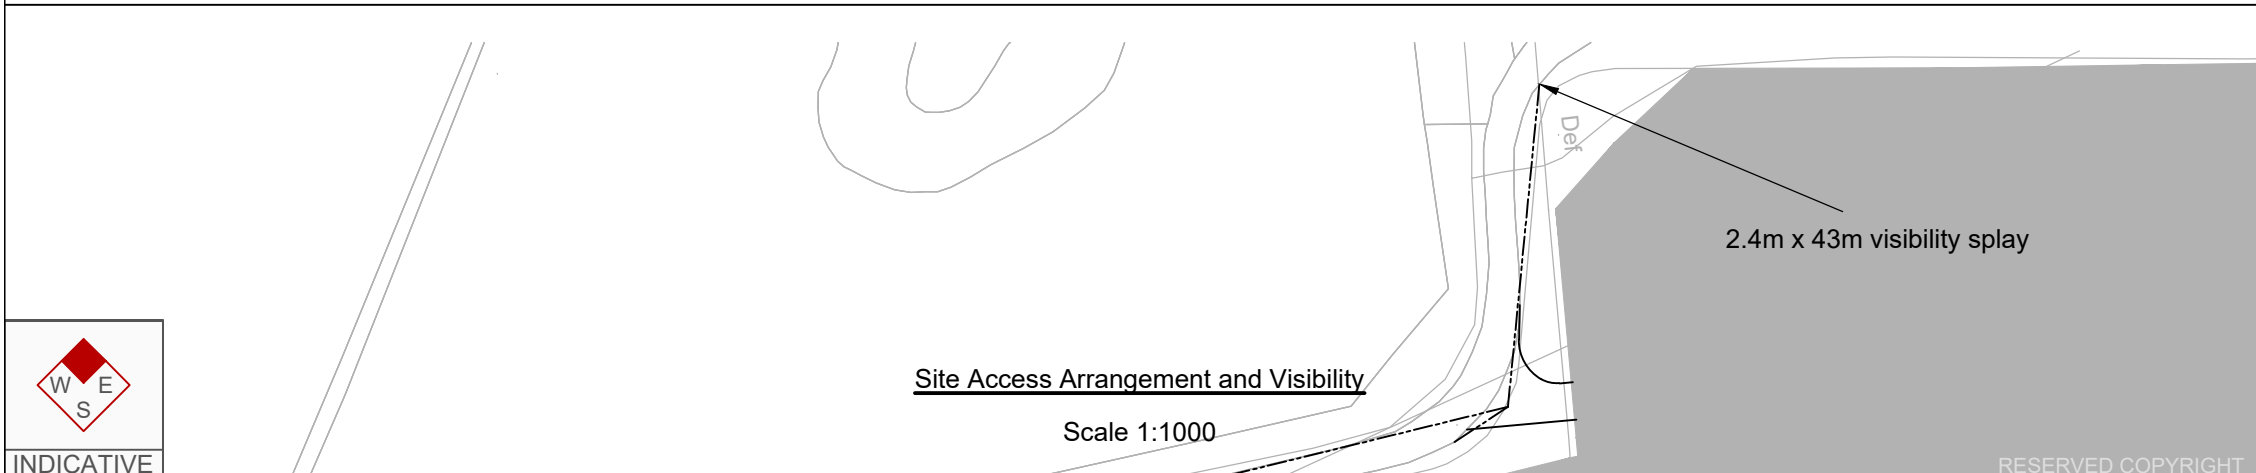 Def
2.4m x 43m visibility splay
Site Access Arrangement and Visibility
Scale 1:1000
W E
S
INDICATIVE
RESERVED COPYRIGHT